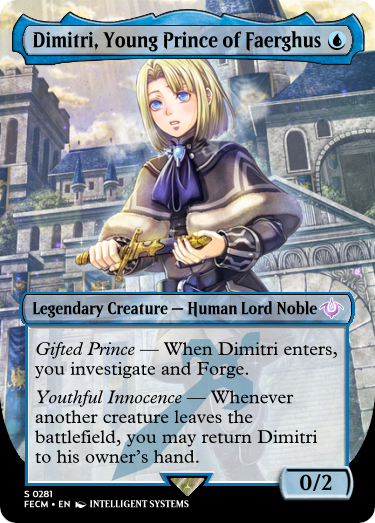 Dimitri, Young Prince of Faerghus
Legendary Creature — Human Lord Noble
Gifted Prince — When Dimitri enters,
you investigate and Forge.
Youthful Innocence — Whenever
another creature leaves the
battlefield, you may return Dimitri
to his owner's hand.
0/2
S 0281
FECM • EN INTELLIGENT SYSTEMS